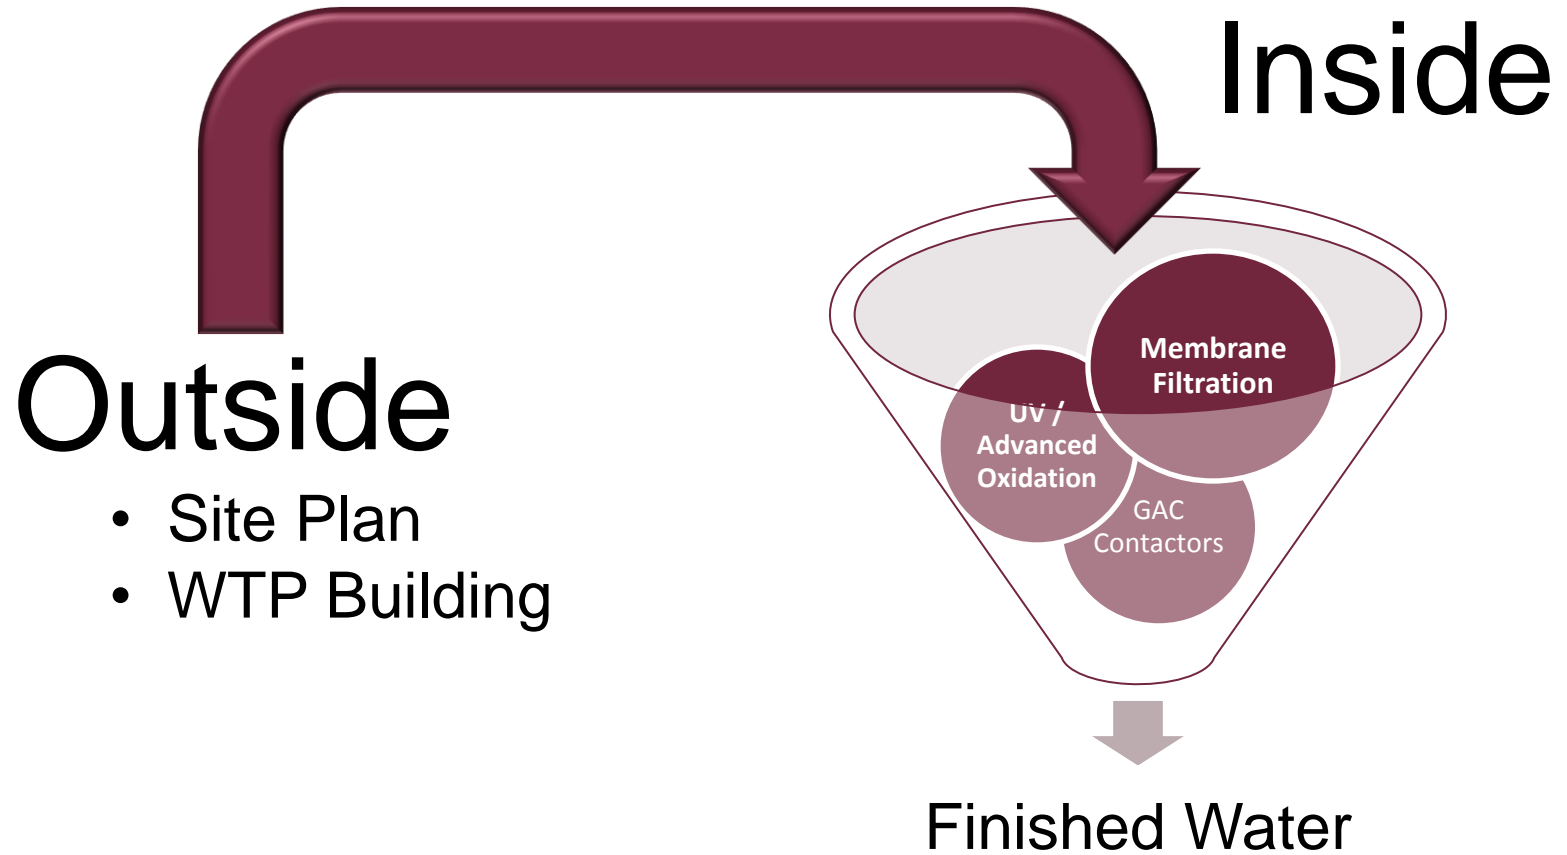 Inside
Outside
• Site Plan
• WTP Building
Membrane
Filtration
UV /
Advanced
Oxidation
GAC
Contactors
Finished Water